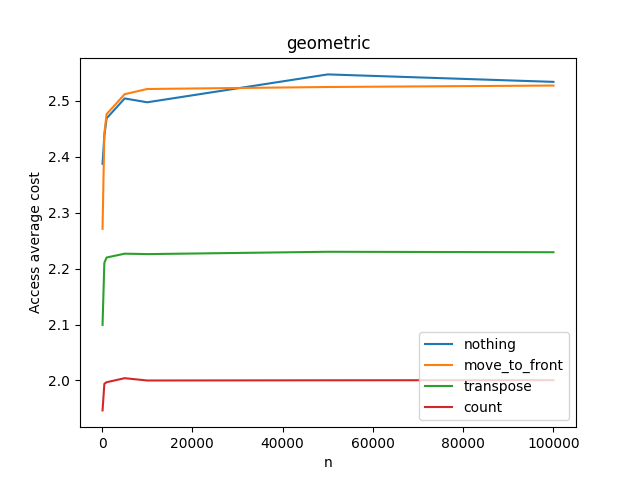 geometric
Access average cost
2.5
2.4
2.3
2.2
2.1
2.0
nothing
move_to_front
transpose
count
0 20000 40000 60000 80000 100000
n